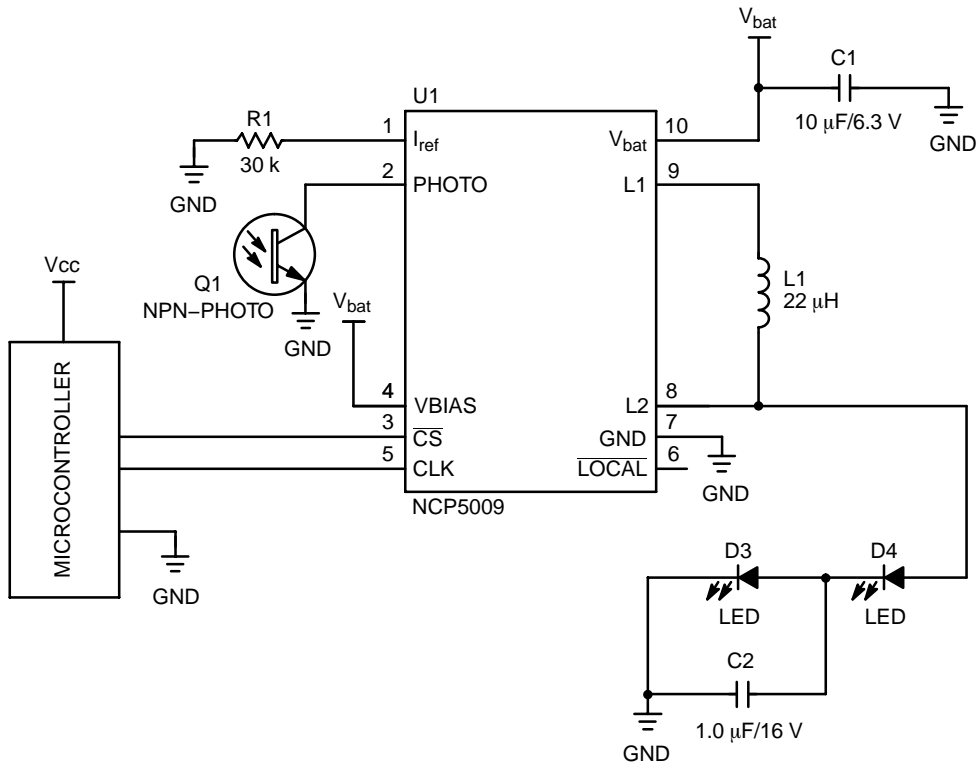 V_bat
C1
10 μF/6.3 V
GND
U1
R1
30 k
GND
1
I_ref
V_bat
10
2
PHOTO
L1
9
Q1
NPN−PHOTO
GND
L1
22 μH
Vcc
V_bat
MICROCONTROLLER
4
VBIAS
L2
8
3
C̅S̅
GND
7
5
CLK
L̅O̅C̅A̅L̅
6
GND
NCP5009
GND
D3
LED
D4
LED
C2
1.0 μF/16 V
GND